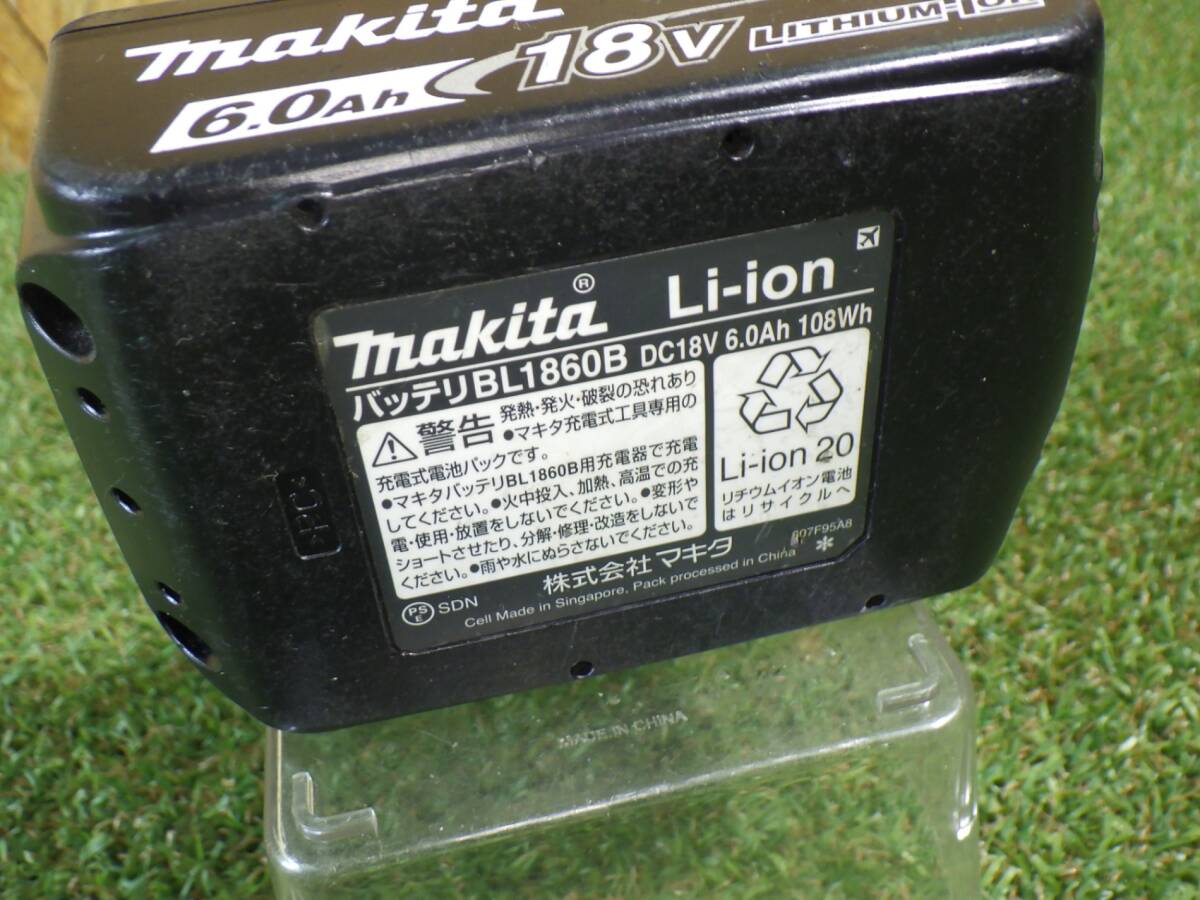 makita
6.0Ah 18V LITHIUM-ION
makita® Li-ion
バッテリBL1860B DC18V 6.0Ah 108Wh
警告 発熱・発火・破裂の恐れあり
●マキタ充電式工具専用の
充電式電池パックです。
●マキタバッテリBL1860B用充電器で充電
してください。●火中投入、加熱、高温での充
電・使用・放置をしないでください。●変形や
ショートさせたり、分解・修理・改造をしないで
ください。●雨や水にぬらさないでください。
Li-ion 20
リチウムイオン電池
はリサイクルへ
株式会社マキタ
PS
E
SDN
Cell Made in Singapore, Pack processed in China
>PC<
MADE IN CHINA